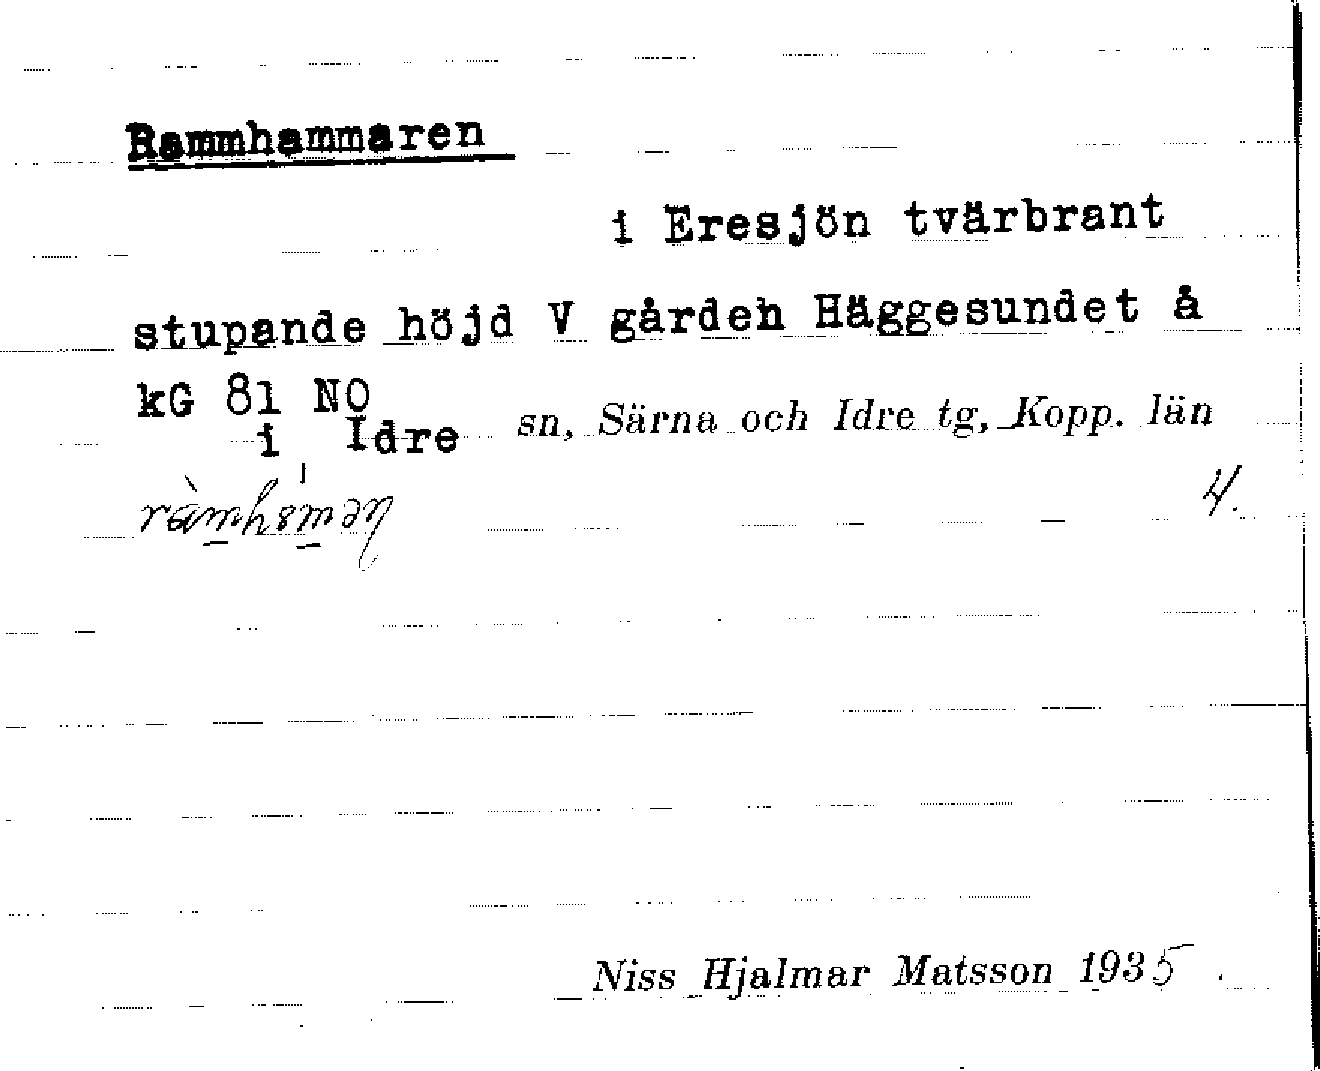 Rammhammaren
i Eresjön tvärbrant
stupande höjd V gården Häggesundet å
kG 81 NO
i Idre sn, Särna och Idre tg, Kopp. län
4.
Niss Hjalmar Matsson 1935.